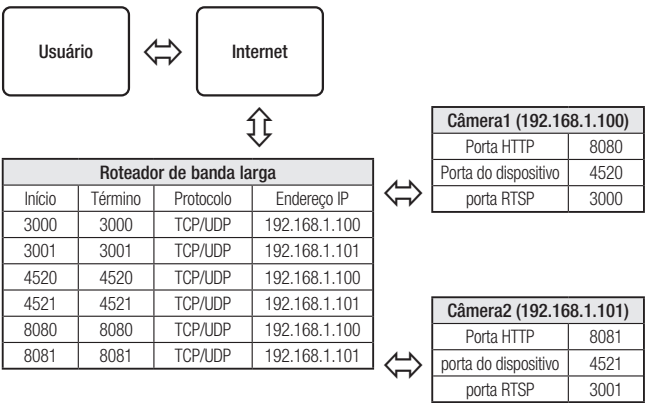 Usuário
Internet
Roteador de banda larga
Início Término Protocolo Endereço IP
3000 3000 TCP/UDP 192.168.1.100
3001 3001 TCP/UDP 192.168.1.101
4520 4520 TCP/UDP 192.168.1.100
4521 4521 TCP/UDP 192.168.1.101
8080 8080 TCP/UDP 192.168.1.100
8081 8081 TCP/UDP 192.168.1.101
Câmera1 (192.168.1.100)
Porta HTTP 8080
Porta do dispositivo 4520
porta RTSP 3000
Câmera2 (192.168.1.101)
Porta HTTP 8081
porta do dispositivo 4521
porta RTSP 3001